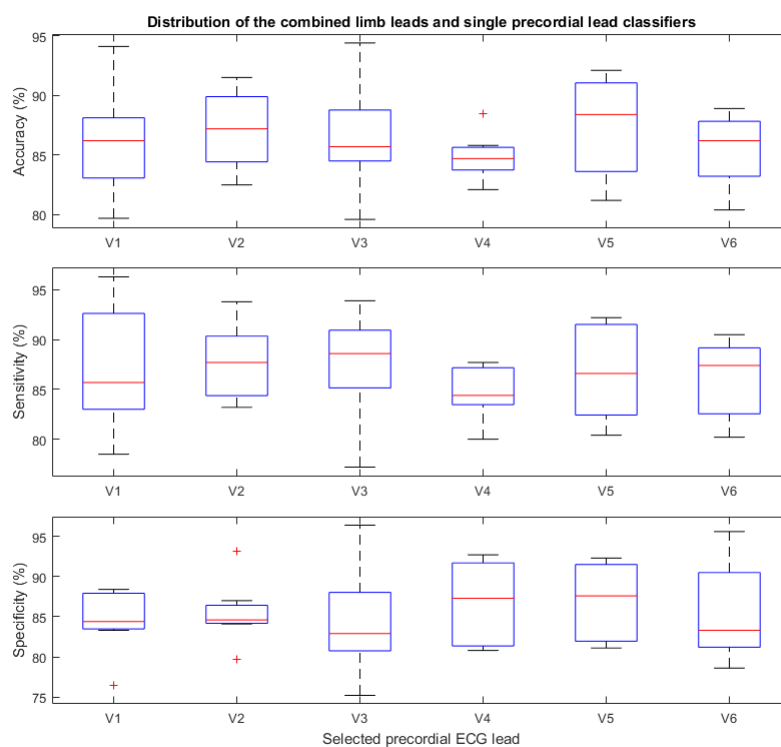 Distribution of the combined limb leads and single precordial lead classifiers
Accuracy (%)
95
90
85
80
V1 V2 V3 V4 V5 V6
Sensitivity (%)
95
90
85
80
V1 V2 V3 V4 V5 V6
Specificity (%)
95
90
85
80
75
V1 V2 V3 V4 V5 V6
Selected precordial ECG lead